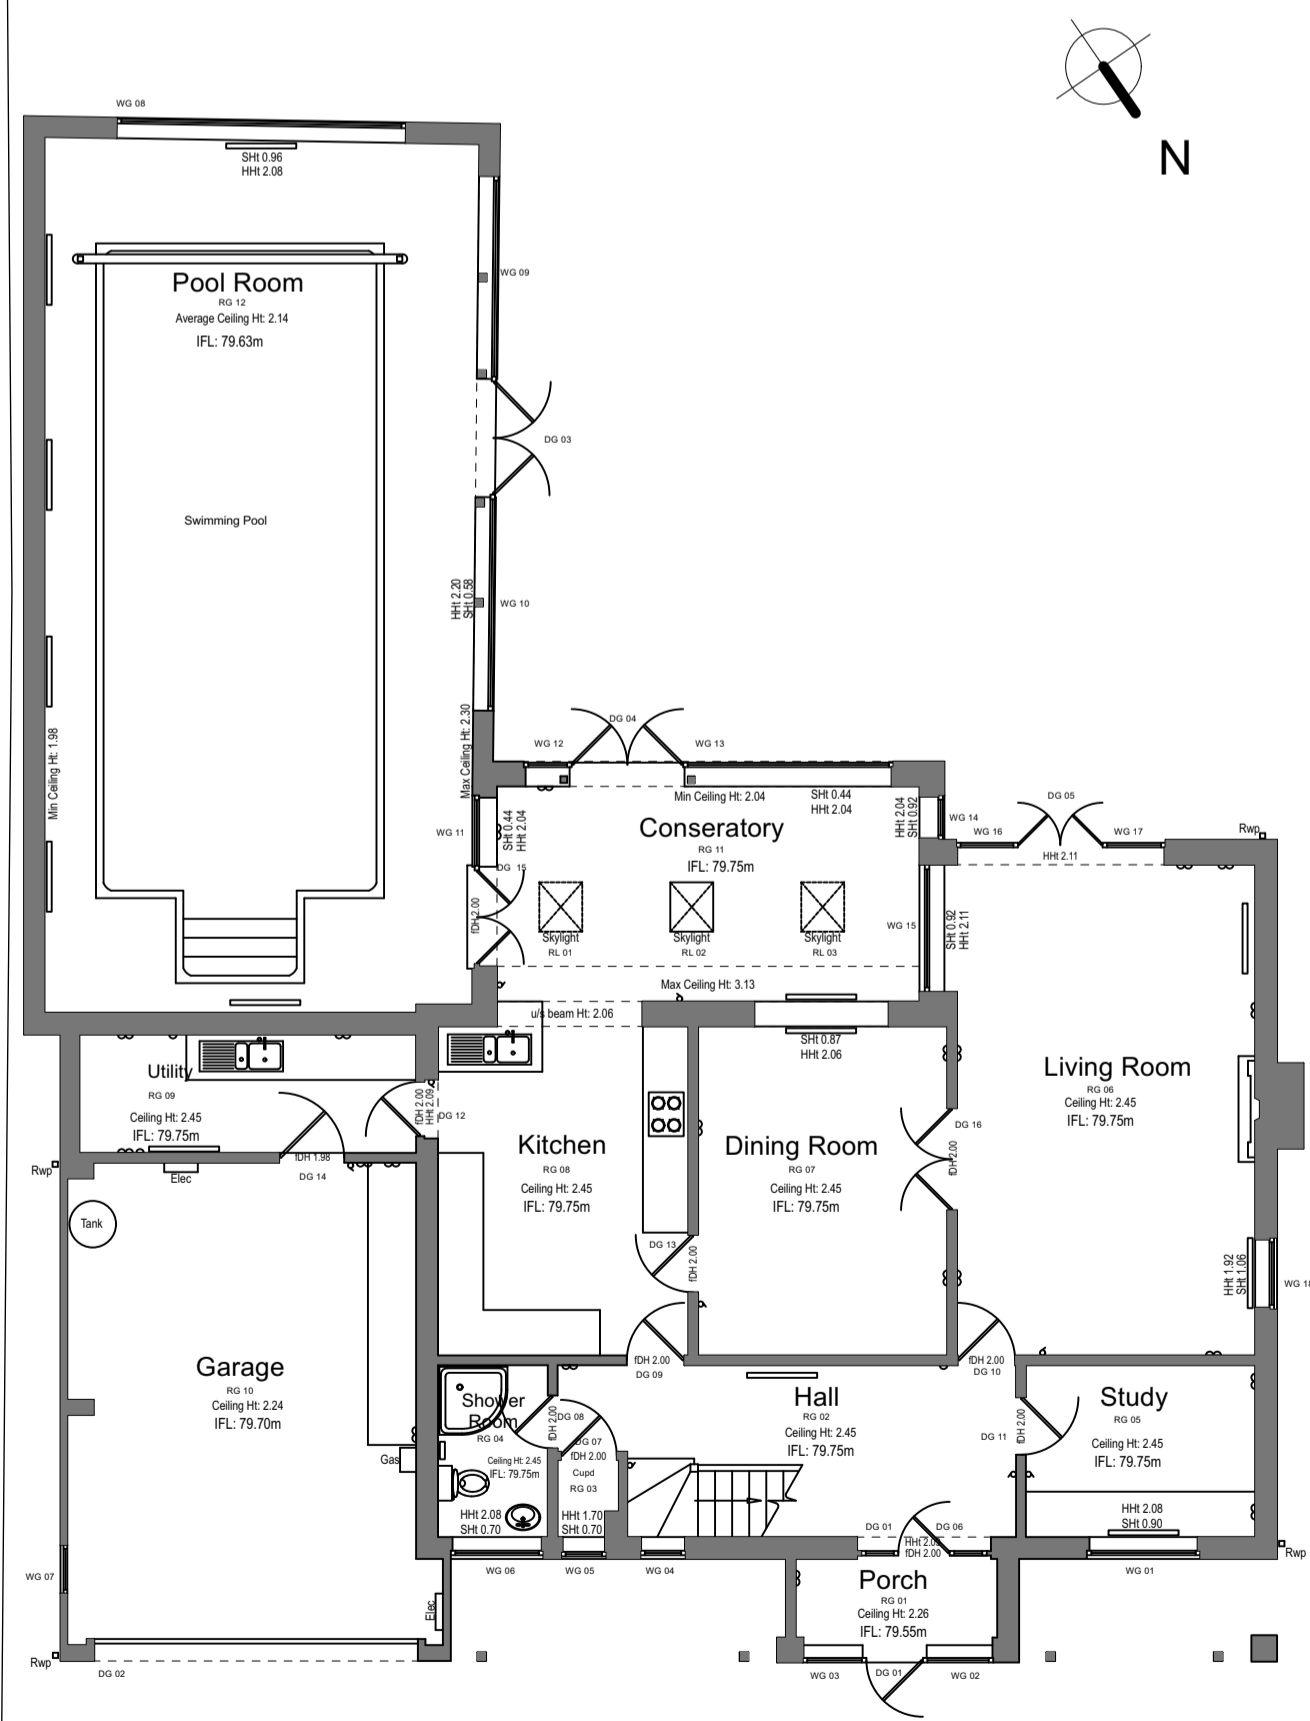 WG 08
N
SHt 0.96
HHt 2.08
Pool Room
RG 12
Average Ceiling Ht: 2.14
IFL: 79.63m
WG 09
DG 03
Swimming Pool
HHt 2.20
SHt 0.58
WG 10
Min Ceiling Ht: 1.98
Max Ceiling Ht: 2.30
WG 12
DG 04
WG 13
Min Ceiling Ht: 2.04
SHt 0.44
HHt 2.04
Conseratory
RG 11
IFL: 79.75m
WG 11
SHt 0.44
HHt 2.04
HHt 2.04
SHt 0.92
WG 14
WG 16
DG 05
WG 17
HHt 2.11
Rwp
DG 15
fDH 2.00
Skylight
RL 01
Skylight
RL 02
Skylight
RL 03
WG 15
SHt 0.92
HHt 2.11
Max Ceiling Ht: 3.13
u/s beam Ht: 2.06
SHt 0.87
HHt 2.06
Utility
RG 09
Ceiling Ht: 2.45
IFL: 79.75m
fDH 2.00
HHt 2.09
DG 12
Kitchen
RG 08
Ceiling Ht: 2.45
IFL: 79.75m
Dining Room
RG 07
Ceiling Ht: 2.45
IFL: 79.75m
DG 16
fDH 2.00
Living Room
RG 06
Ceiling Ht: 2.45
IFL: 79.75m
Rwp
Elec
fDH 1.98
DG 14
Tank
DG 13
fDH 2.00
HHt 1.92
SHt 1.06
WG 18
Garage
RG 10
Ceiling Ht: 2.24
IFL: 79.70m
fDH 2.00
DG 09
fDH 2.00
DG 10
Shower
Room
RG 04
Ceiling Ht: 2.45
IFL: 79.75m
HHt 2.08
SHt 0.70
fDH 2.00
DG 08
DG 07
fDH 2.00
Cupd
RG 03
HHt 1.70
SHt 0.70
Hall
RG 02
Ceiling Ht: 2.45
IFL: 79.75m
DG 11
fDH 2.00
Study
RG 05
Ceiling Ht: 2.45
IFL: 79.75m
HHt 2.08
SHt 0.90
Gas
DG 01
DG 06
fDH 2.00
Rwp
WG 07
WG 06
WG 05
WG 04
WG 01
Elec
Porch
RG 01
Ceiling Ht: 2.26
IFL: 79.55m
Rwp
DG 02
WG 03
DG 01
WG 02